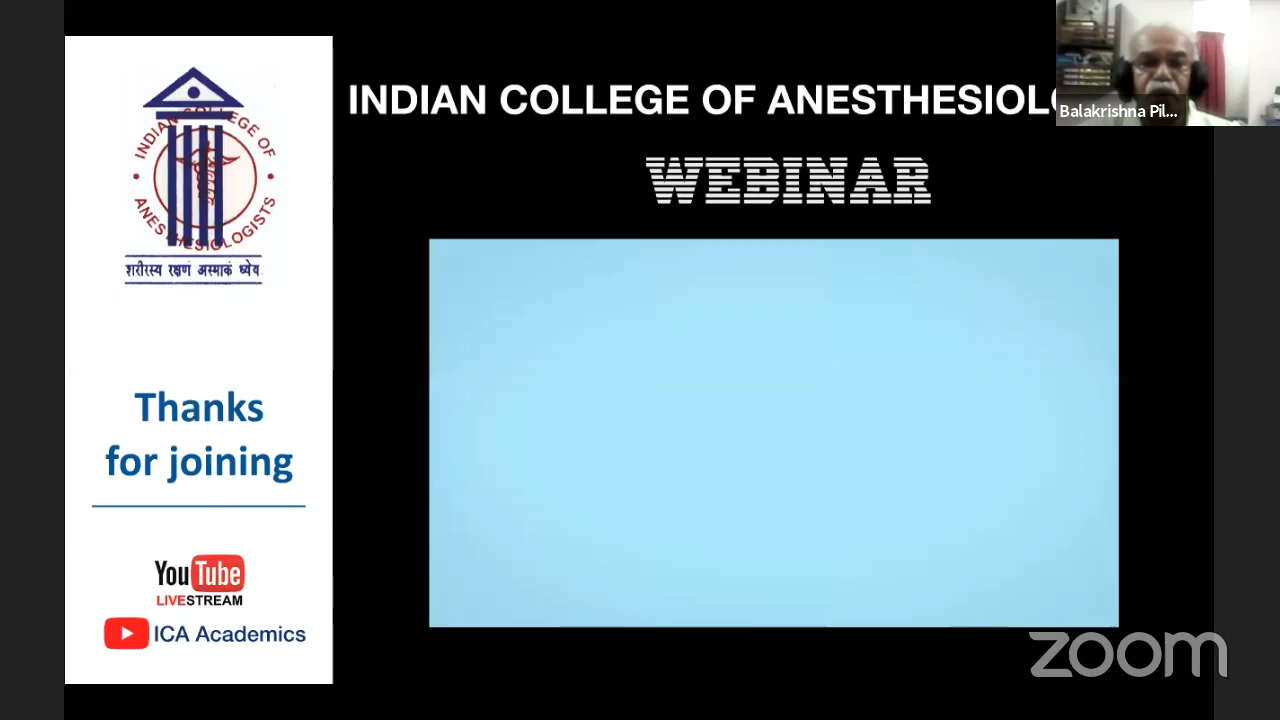 INDIAN COLLEGE OF ANESTHESIOLO
Balakrishna Pil...
WEBINAR
INDIAN COLLEGE OF
ANESTHESIOLOGISTS
शरीरस्य रक्षणं अस्माकं ध्येय
Thanks
for joining
YouTube
LIVESTREAM
ICA Academics
zoom